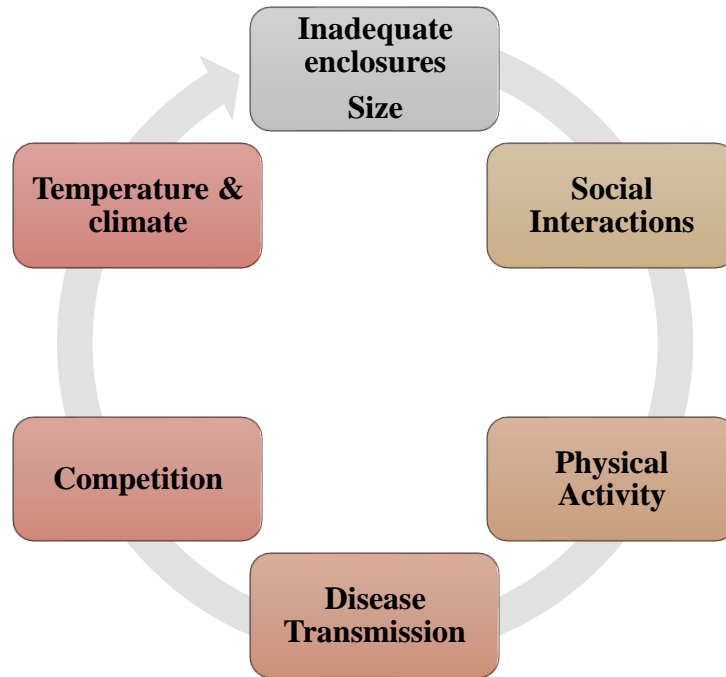 Inadequate
enclosures
Size
Social
Interactions
Physical
Activity
Disease
Transmission
Competition
Temperature &
climate